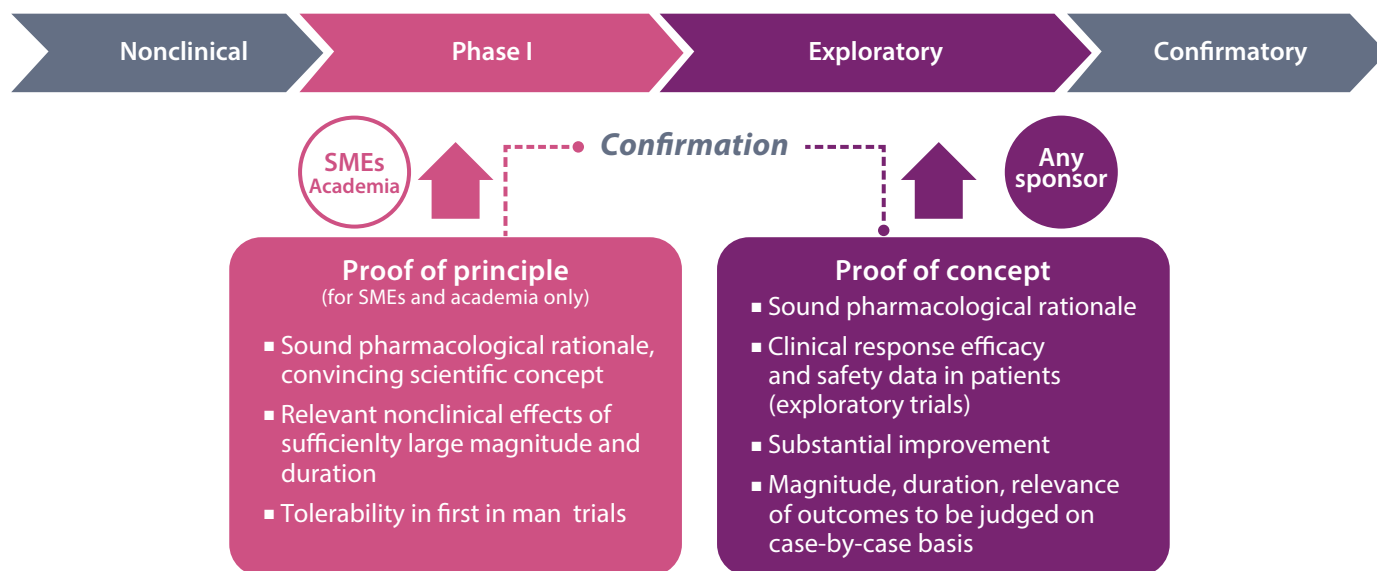 Nonclinical
Phase I
Exploratory
Confirmatory
SMEs
Academia
Confirmation
Any
sponsor
Proof of principle
(for SMEs and academia only)
▪ Sound pharmacological rationale,
convincing scientific concept
▪ Relevant nonclinical effects of
sufficienlty large magnitude and
duration
▪ Tolerability in first in man trials
Proof of concept
▪ Sound pharmacological rationale
▪ Clinical response efficacy
and safety data in patients
(exploratory trials)
▪ Substantial improvement
▪ Magnitude, duration, relevance
of outcomes to be judged on
case-by-case basis